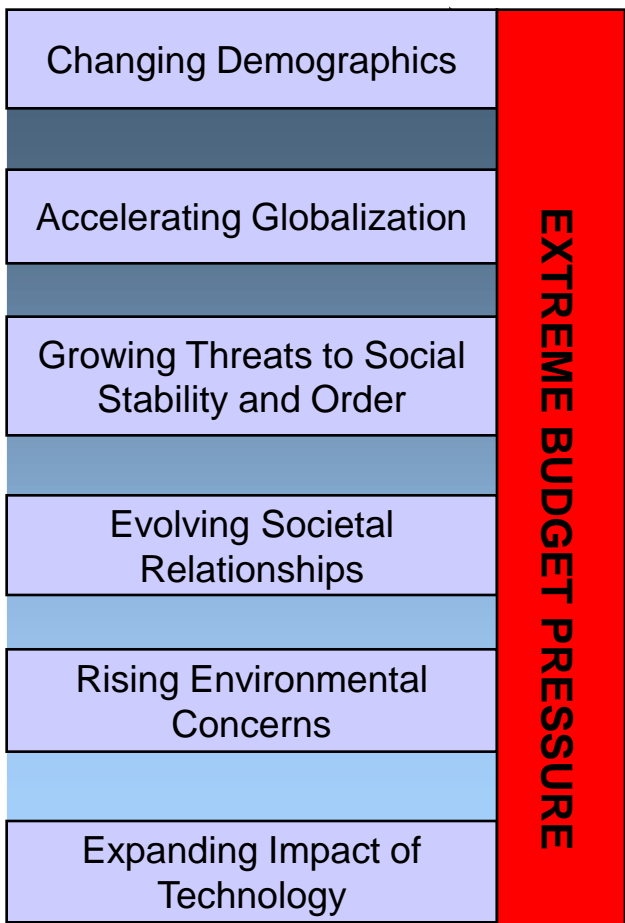 Changing Demographics
Accelerating Globalization
Growing Threats to Social
Stability and Order
Evolving Societal
Relationships
Rising Environmental
Concerns
Expanding Impact of
Technology
EXTREME BUDGET PRESSURE